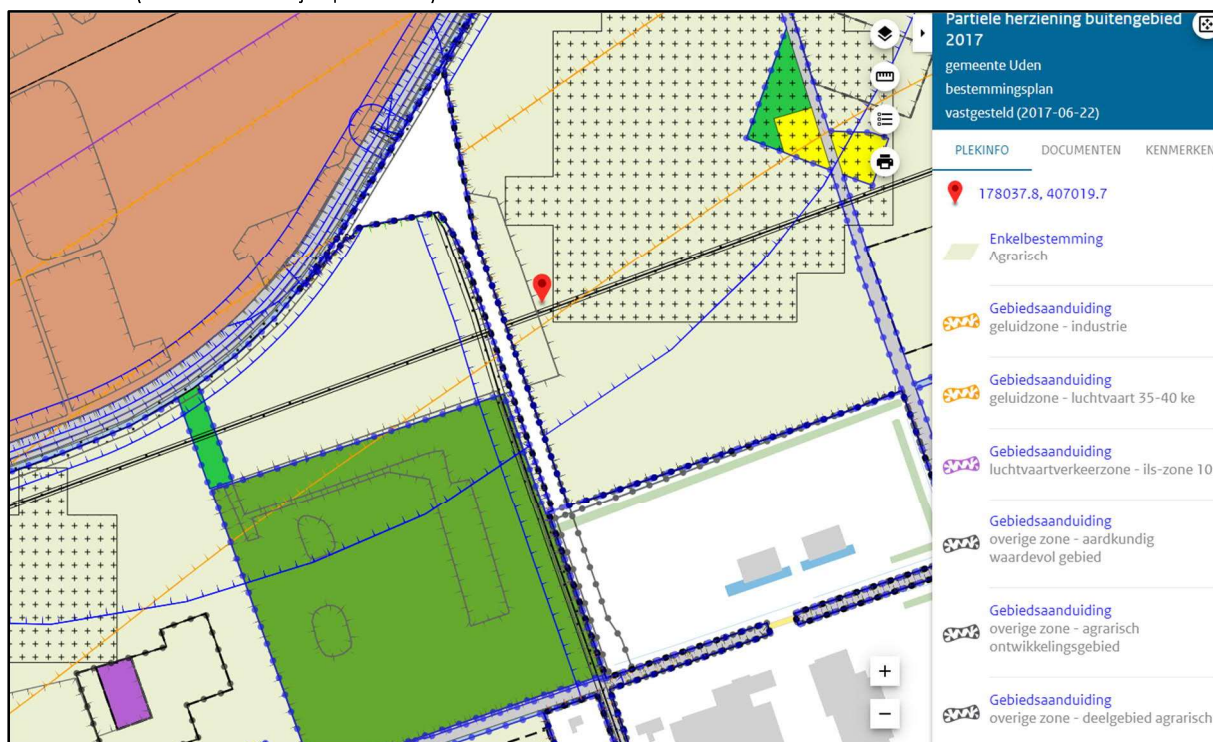 Partiele herziening buitengebied
2017
gemeente Uden
bestemmingsplan
vastgesteld (2017-06-22)
PLEKINFO DOCUMENTEN KENMERKEN
178037.8, 407019.7
Enkelbestemming
Agrarisch
Gebiedsaanduiding
geluidzone - industrie
Gebiedsaanduiding
geluidzone - luchtvaart 35-40 ke
Gebiedsaanduiding
luchtvaartverkeerzone - ils-zone 10
Gebiedsaanduiding
overige zone - aardkundig
waardevol gebied
Gebiedsaanduiding
overige zone - agrarisch
ontwikkelingsgebied
Gebiedsaanduiding
overige zone - deelgebied agrarisch